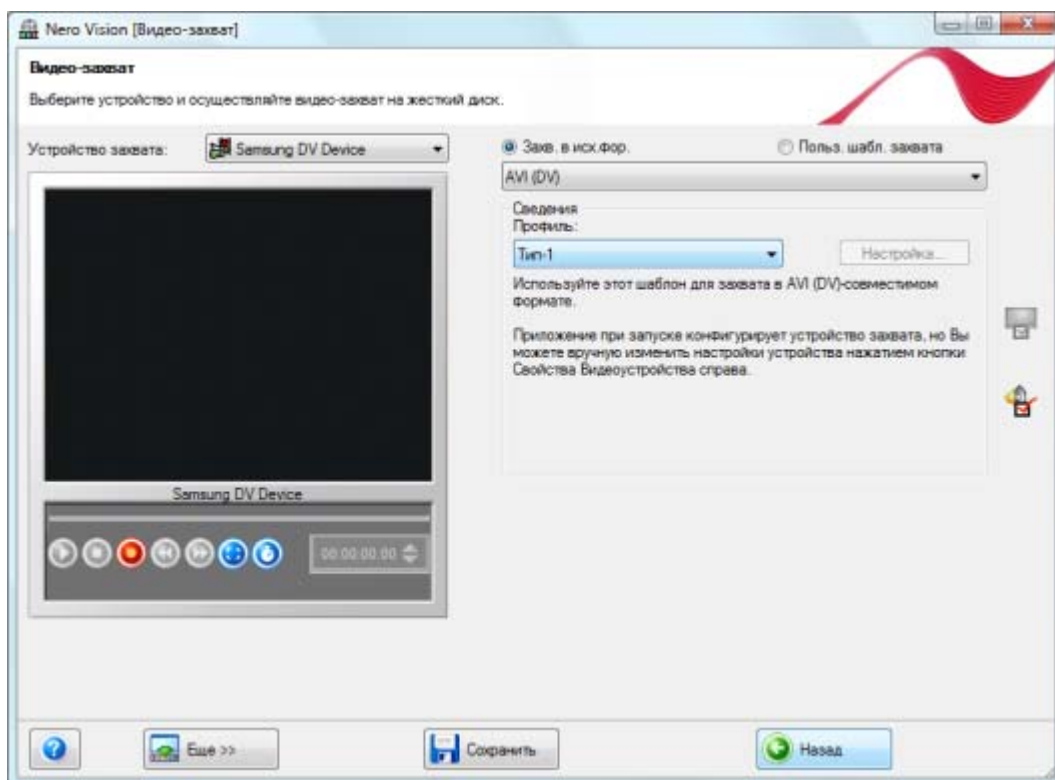 Nero Vision [Видео-захват]
Видео-захват
Выберите устройство и осуществляйте видео-захват на жесткий диск.
Устройство захвата:
Samsung DV Device
Захв. в исх.фор.
Польз. шабл. захвата
AVI (DV)
Сведения
Профиль:
Тип-1
Настройка...
Используйте этот шаблон для захвата в AVI (DV)-совместимом
формате.
Приложение при запуске конфигурирует устройство захвата, но Вы
можете вручную изменить настройки устройства нажатием кнопки
Свойства Видеоустройства справа.
Samsung DV Device
00:00:00:00
Еще >>
Сохранить
Назад